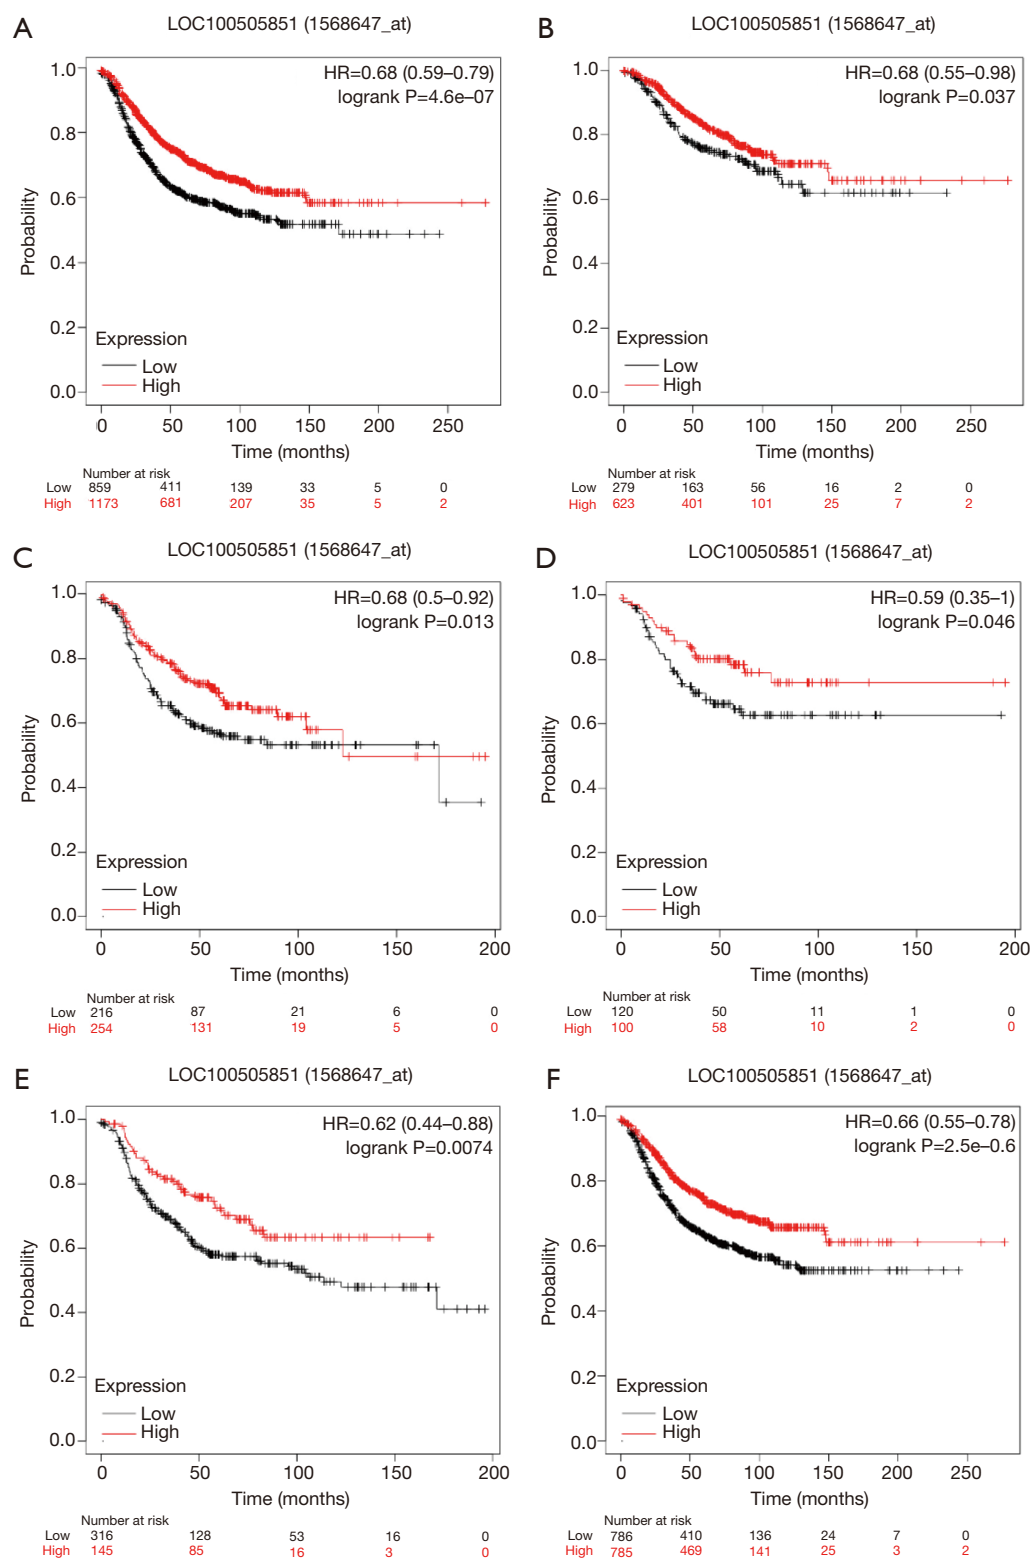 A
LOC100505851 (1568647_at)
HR=0.68 (0.59–0.79)
logrank P=4.6e–07
1.0
0.8
0.6
0.4
0.2
0.0
Probability
Expression
Low
High
0 50 100 150 200 250
Time (months)
Number at risk
Low 859 411 139 33 5 0
High 1173 681 207 35 5 2
B
LOC100505851 (1568647_at)
HR=0.68 (0.55–0.98)
logrank P=0.037
1.0
0.8
0.6
0.4
0.2
0.0
Probability
Expression
Low
High
0 50 100 150 200 250
Time (months)
Number at risk
Low 279 163 56 16 2 0
High 623 401 101 25 7 2
C
LOC100505851 (1568647_at)
HR=0.68 (0.5–0.92)
logrank P=0.013
1.0
0.8
0.6
0.4
0.2
0.0
Probability
Expression
Low
High
0 50 100 150 200
Time (months)
Number at risk
Low 216 87 21 6 0
High 254 131 19 5 0
D
LOC100505851 (1568647_at)
HR=0.59 (0.35–1)
logrank P=0.046
1.0
0.8
0.6
0.4
0.2
0.0
Probability
Expression
Low
High
0 50 100 150 200
Time (months)
Number at risk
Low 120 50 11 1 0
High 100 58 10 2 0
E
LOC100505851 (1568647_at)
HR=0.62 (0.44–0.88)
logrank P=0.0074
1.0
0.8
0.6
0.4
0.2
0.0
Probability
Expression
Low
High
0 50 100 150 200
Time (months)
Number at risk
Low 316 128 53 16 0
High 145 85 16 3 0
F
LOC100505851 (1568647_at)
HR=0.66 (0.55–0.78)
logrank P=2.5e–0.6
1.0
0.8
0.6
0.4
0.2
0.0
Probability
Expression
Low
High
0 50 100 150 200 250
Time (months)
Number at risk
Low 786 410 136 24 7 0
High 785 469 141 25 3 2